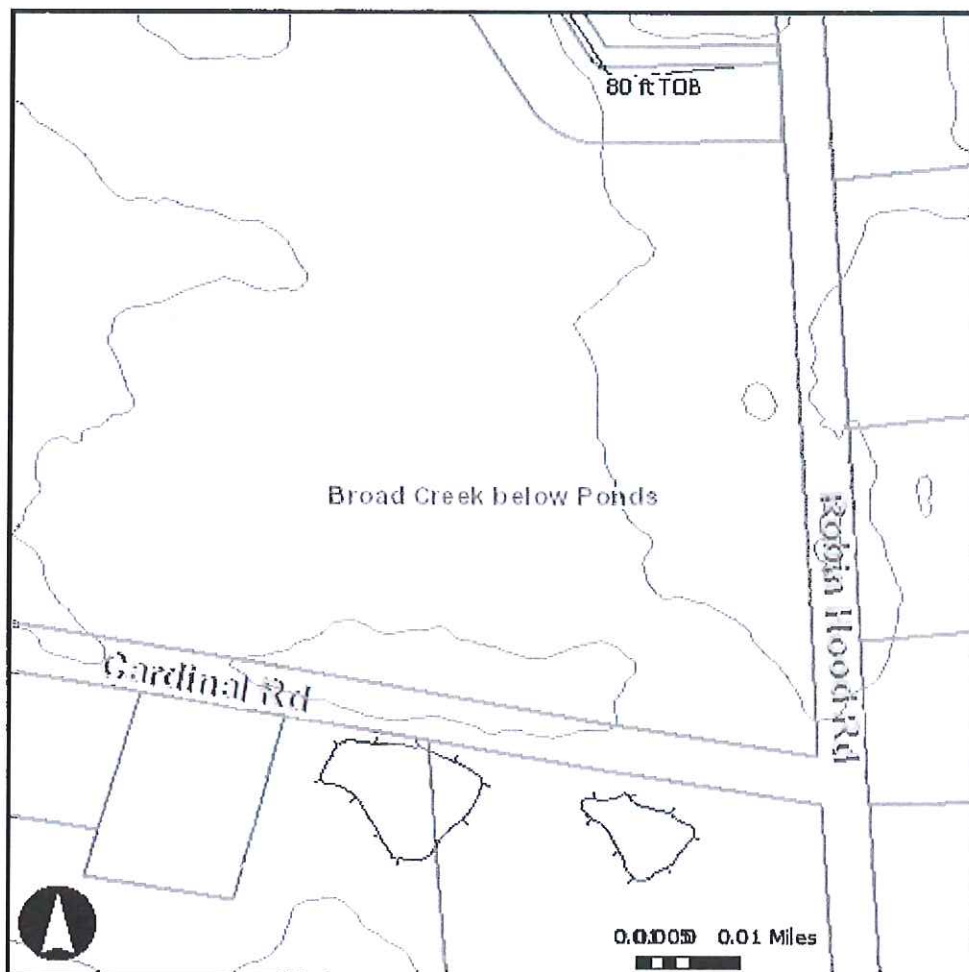 80 ft TOB
Broad Creek below Ponds
Robin Hood Rd
Cardinal Rd
0.01 Miles